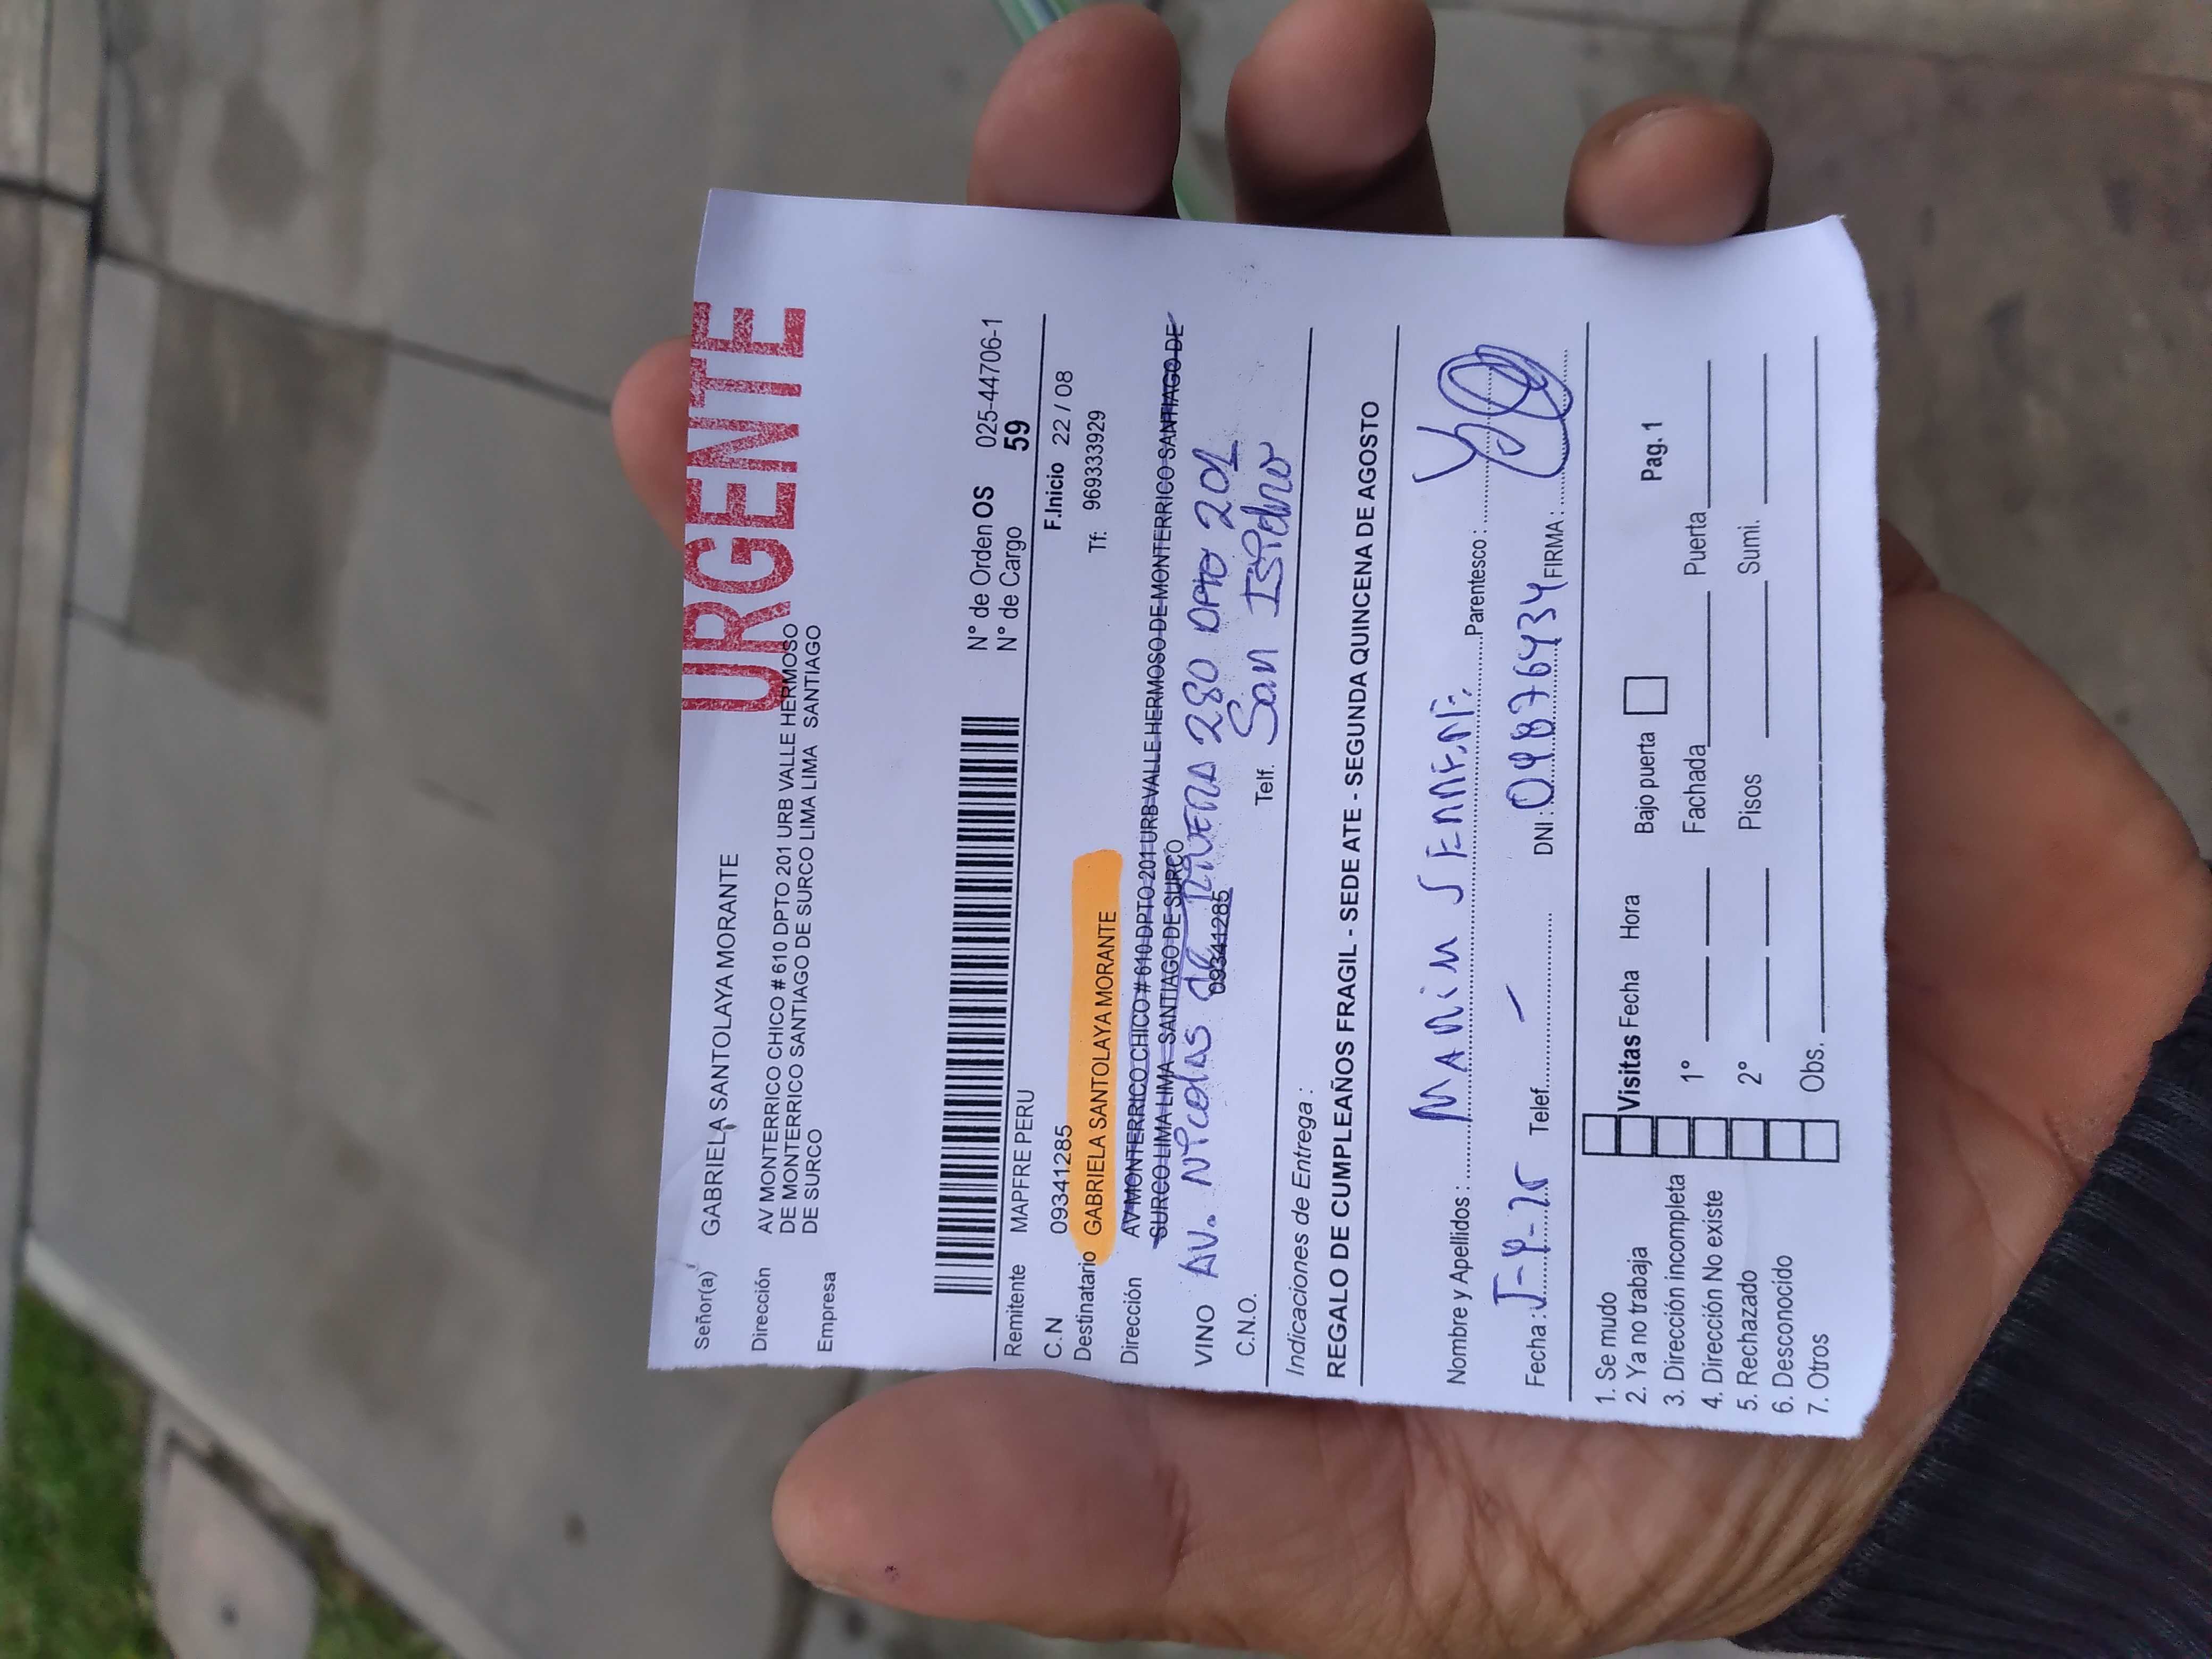 URGENTE
Señor(a) GABRIELA SANTOLAYA MORANTE
Dirección AV MONTERRICO CHICO # 610 DPTO 201 URB VALLE HERMOSO
DE MONTERRICO SANTIAGO DE SURCO LIMA LIMA SANTIAGO
DE SURCO
Empresa
N° de Orden OS 025-44706-1
N° de Cargo 59
Remitente MAPFRE PERU
F.Inicio 22 / 08
C.N 09341285
Tf: 969333929
Destinatario GABRIELA SANTOLAYA MORANTE
Dirección AV MONTERRICO CHICO # 610 DPTO 201 URB VALLE HERMOSO DE MONTERRICO SANTIAGO DE
SURCO LIMA LIMA SANTIAGO DE SURCO
VINO AV. Nicolas de Rivera 280 DPTO 201
09341285
C.N.O. Telf. San Isidro
Indicaciones de Entrega :
REGALO DE CUMPLEAÑOS FRAGIL - SEDE ATE - SEGUNDA QUINCENA DE AGOSTO
Nombre y Apellidos : Parentesco :
Fecha : Telef. DNI : FIRMA :
1. Se mudo
2. Ya no trabaja Visitas Fecha Hora Bajo puerta Pag. 1
3. Dirección incompleta 1° Fachada Puerta
4. Dirección No existe
5. Rechazado 2° Pisos Sumi.
6. Desconocido
7. Otros Obs.